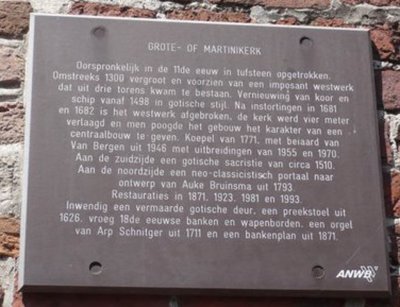 GROTE- OF MARTINIKERK
Oorspronkelijk in de 11de eeuw in tufsteen opgetrokken.
Omstreeks 1300 vergroot en voorzien van een imposant westwerk
dat uit drie torens kwam te bestaan. Vernieuwing van koor en
schip vanaf 1498 in gotische stijl. Na instortingen in 1681
en 1682 is het westwerk afgebroken, de kerk werd vier meter
verlaagd en men poogde het gebouw het karakter van een
centraalbouw te geven. Koepel van 1771, met beiaard van
Van Bergen uit 1946 met uitbreidingen van 1955 en 1970.
Aan de zuidzijde een gotische sacristie van circa 1510.
Aan de noordzijde een neo-classicistisch portaal naar
ontwerp van Auke Bruinsma uit 1793.
Restauraties in 1871, 1923, 1981 en 1993.
Inwendig een vermaarde gotische deur, een preekstoel uit
1626, vroeg 18de eeuwse banken en wapenborden, een orgel
van Arp Schnitger uit 1711 en een bankenplan uit 1871.
ANWB